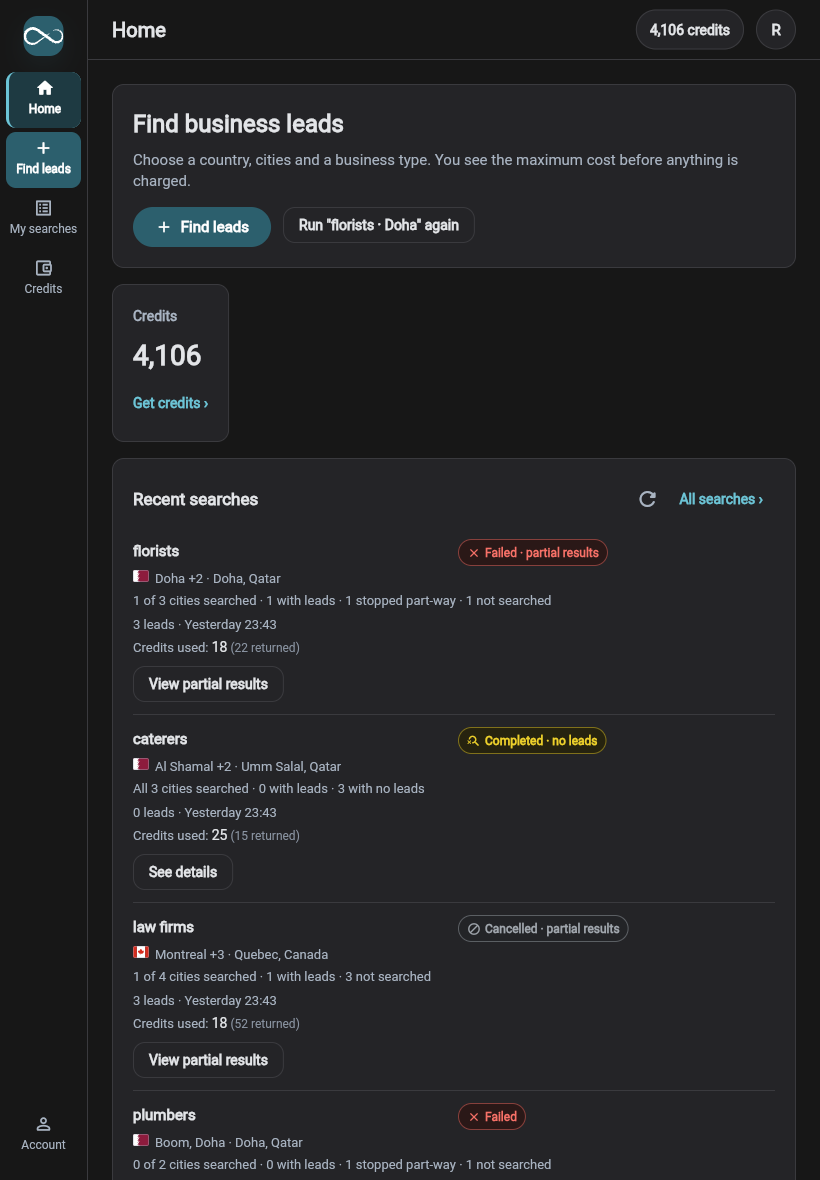 Home
4,106 credits
R
Home
Find leads
My searches
Credits
Account
Find business leads
Choose a country, cities and a business type. You see the maximum cost before anything is
charged.
Find leads
Run "florists · Doha" again
Credits
4,106
Get credits ›
Recent searches
All searches ›
florists
Failed · partial results
Doha +2 · Doha, Qatar
1 of 3 cities searched · 1 with leads · 1 stopped part-way · 1 not searched
3 leads · Yesterday 23:43
Credits used: 18 (22 returned)
View partial results
caterers
Completed · no leads
Al Shamal +2 · Umm Salal, Qatar
All 3 cities searched · 0 with leads · 3 with no leads
0 leads · Yesterday 23:43
Credits used: 25 (15 returned)
See details
law firms
Cancelled · partial results
Montreal +3 · Quebec, Canada
1 of 4 cities searched · 1 with leads · 3 not searched
3 leads · Yesterday 23:43
Credits used: 18 (52 returned)
View partial results
plumbers
Failed
Boom, Doha · Doha, Qatar
0 of 2 cities searched · 0 with leads · 1 stopped part-way · 1 not searched